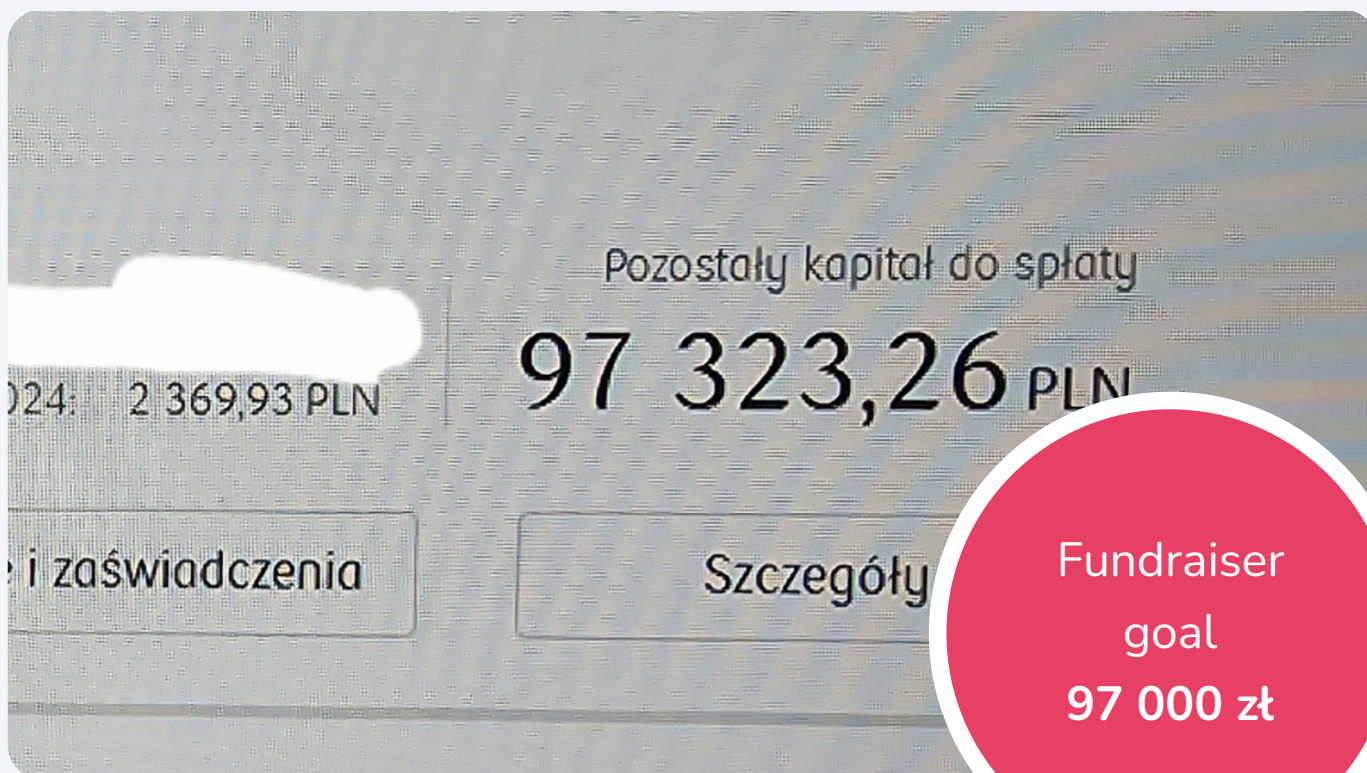 Pozostały kapitał do spłaty
97 323,26 PLN
024: 2 369,93 PLN
i zaświadczenia
Szczegóły
Fundraiser
goal
97 000 zł